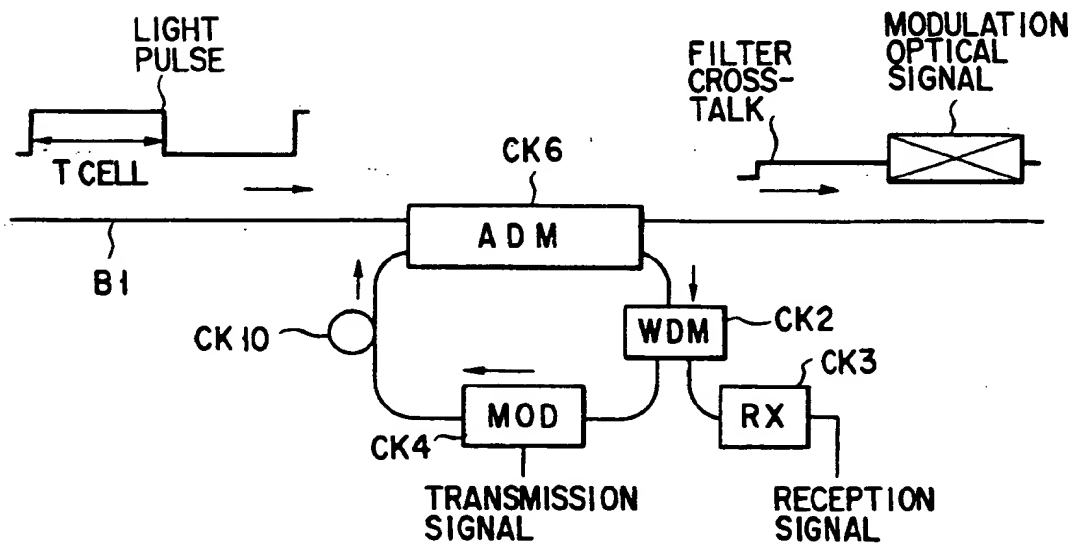 LIGHT
PULSE
T CELL
B1
CK6
ADM
FILTER
CROSS-
TALK
MODULATION
OPTICAL
SIGNAL
CK10
WDM
CK2
CK3
MOD
RX
CK4
TRANSMISSION
SIGNAL
RECEPTION
SIGNAL